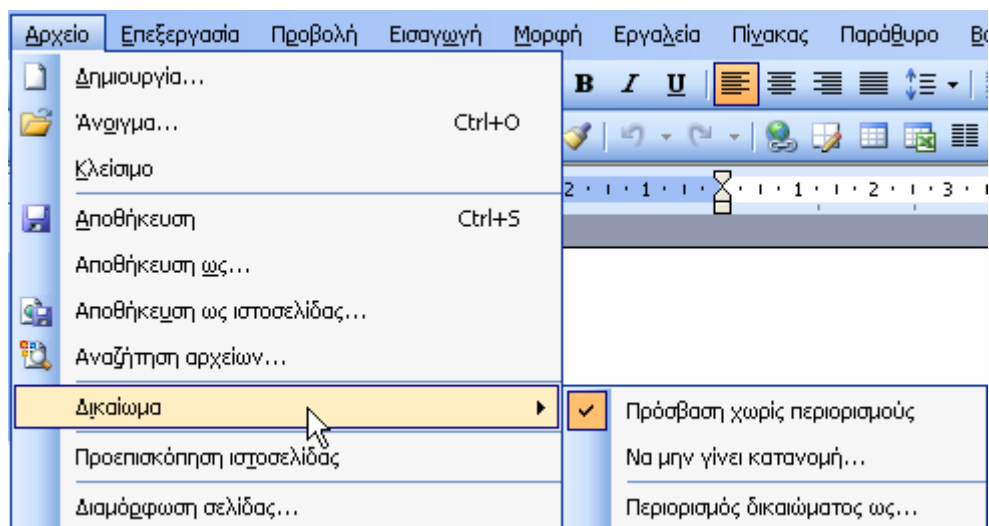 Αρχείο Επεξεργασία Προβολή Εισαγωγή Μορφή Εργαλεία Πίνακας Παράθυρο
Δημιουργία...
B I U
Άνοιγμα... Ctrl+O
Κλείσιμο
2 1 1 2 3
Αποθήκευση Ctrl+S
Αποθήκευση ως...
Αποθήκευση ως ιστοσελίδας...
Αναζήτηση αρχείων...
Δικαίωμα
Πρόσβαση χωρίς περιορισμούς
Προεπισκόπηση ιστοσελίδας
Να μην γίνει κατανομή...
Διαμόρφωση σελίδας...
Περιορισμός δικαιώματος ως...